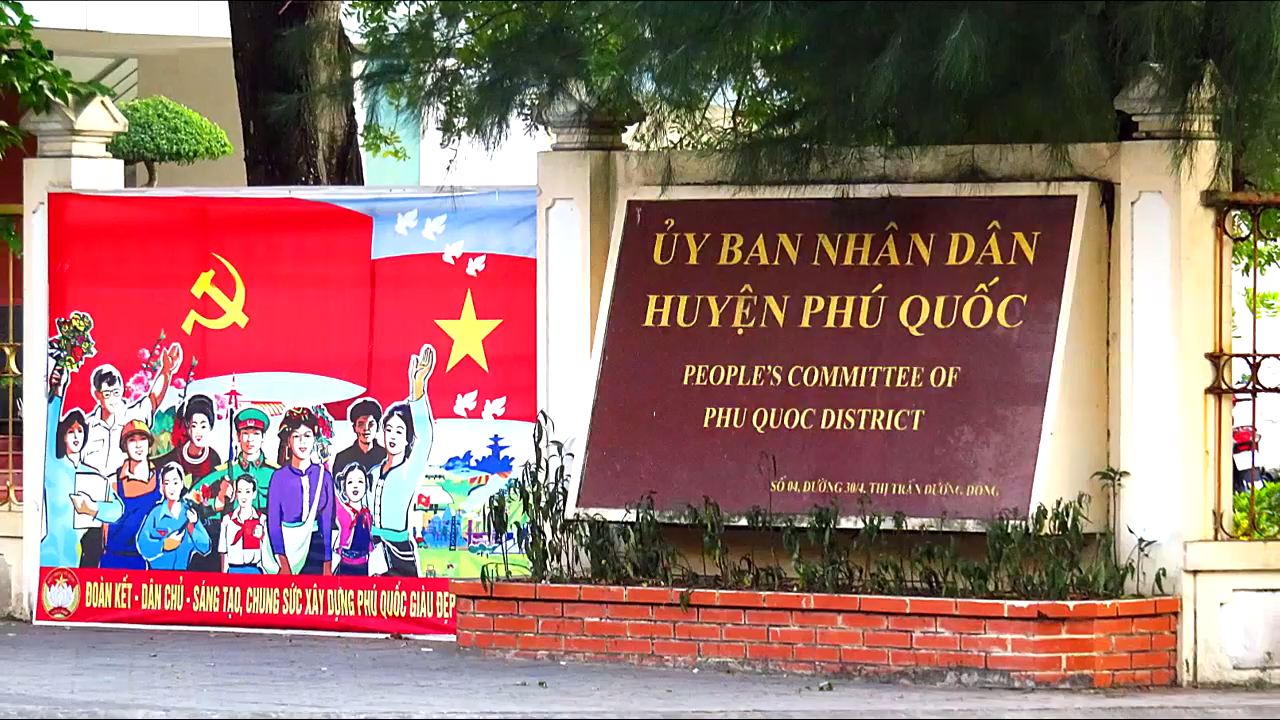 ĐOÀN KẾT - DÂN CHỦ - SÁNG TẠO, CHUNG SỨC XÂY DỰNG PHÚ QUỐC GIÀU ĐẸP
ỦY BAN NHÂN DÂN
HUYỆN PHÚ QUỐC
PEOPLE'S COMMITTEE OF
PHU QUOC DISTRICT
SỐ 04, ĐƯỜNG 30/4, THỊ TRẤN DƯƠNG ĐÔNG